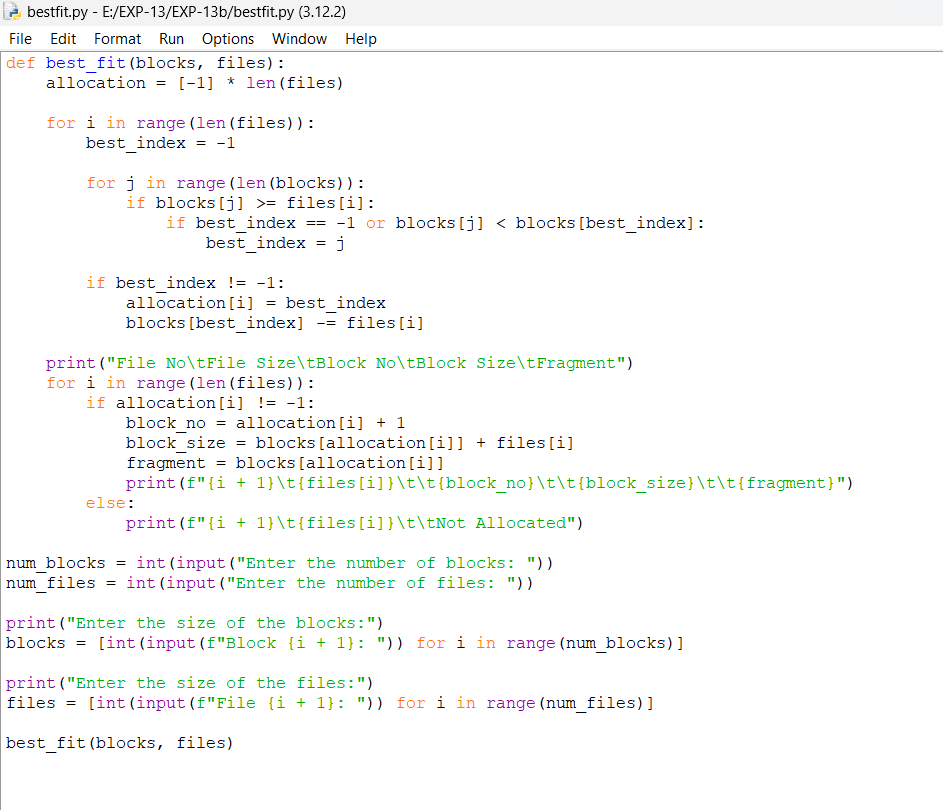 bestfit.py - E:/EXP-13/EXP-13b/bestfit.py (3.12.2)
File Edit Format Run Options Window Help
def best_fit(blocks, files):
    allocation = [-1] * len(files)

    for i in range(len(files)):
        best_index = -1

        for j in range(len(blocks)):
            if blocks[j] >= files[i]:
                if best_index == -1 or blocks[j] < blocks[best_index]:
                    best_index = j

        if best_index != -1:
            allocation[i] = best_index
            blocks[best_index] -= files[i]

    print("File No\tFile Size\tBlock No\tBlock Size\tFragment")
    for i in range(len(files)):
        if allocation[i] != -1:
            block_no = allocation[i] + 1
            block_size = blocks[allocation[i]] + files[i]
            fragment = blocks[allocation[i]]
            print(f"{i + 1}\t{files[i]}\t\t{block_no}\t\t{block_size}\t\t{fragment}")
        else:
            print(f"{i + 1}\t{files[i]}\t\tNot Allocated")

num_blocks = int(input("Enter the number of blocks: "))
num_files = int(input("Enter the number of files: "))

print("Enter the size of the blocks:")
blocks = [int(input(f"Block {i + 1}: ")) for i in range(num_blocks)]

print("Enter the size of the files:")
files = [int(input(f"File {i + 1}: ")) for i in range(num_files)]

best_fit(blocks, files)